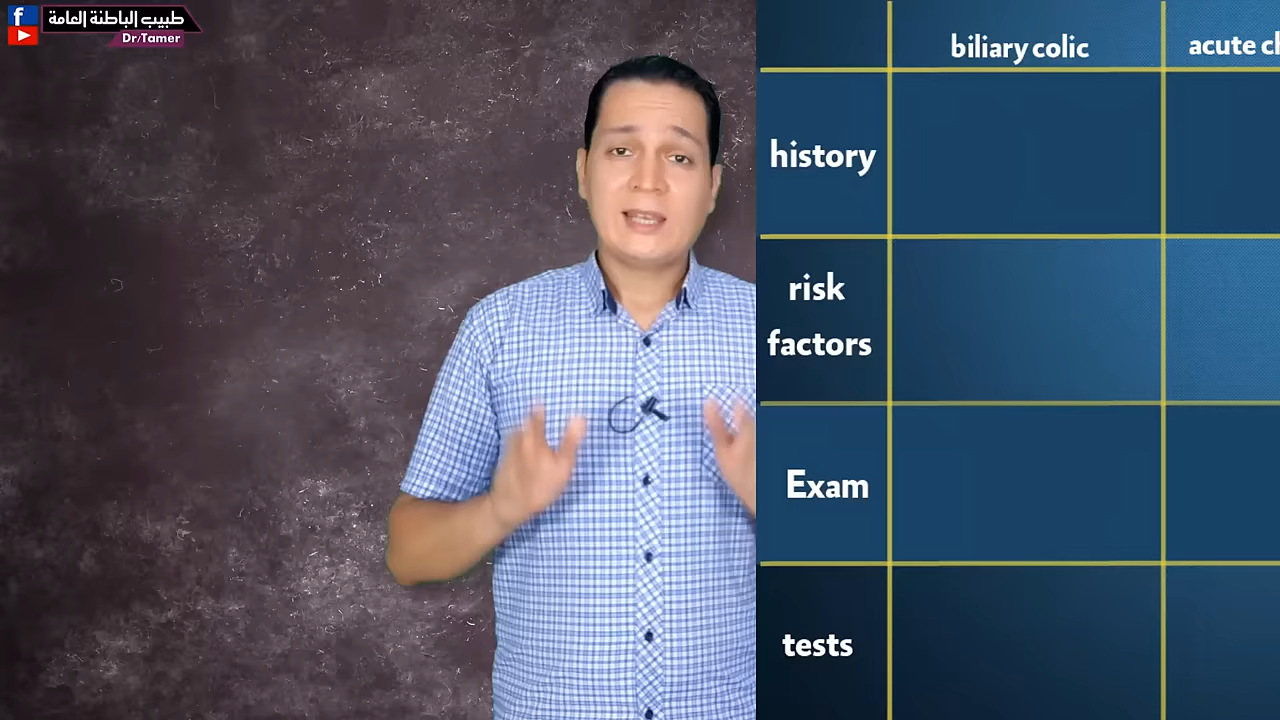 f
طبيب الباطنة العامة
Dr/Tamer
biliary colic
acute
history
risk
factors
Exam
tests